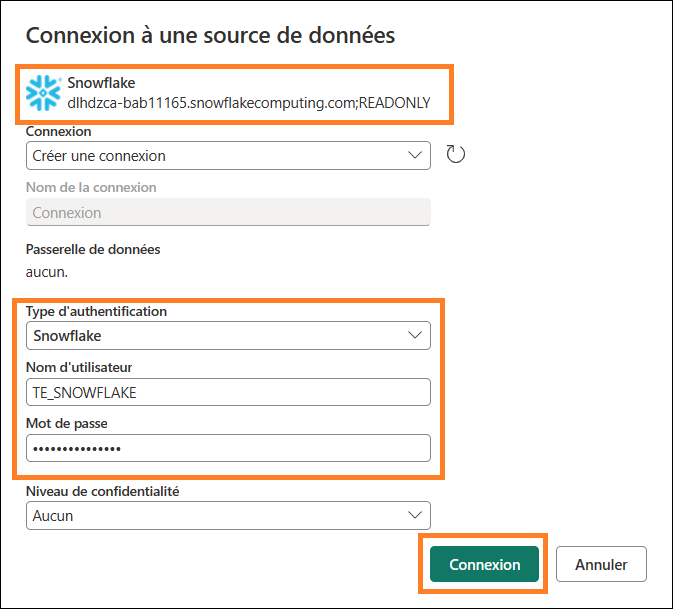 Connexion à une source de données
Snowflake
dlhdzca-bab11165.snowflakecomputing.com;READONLY
Connexion
Créer une connexion
Nom de la connexion
Connexion
Passerelle de données
aucun.
Type d'authentification
Snowflake
Nom d'utilisateur
TE_SNOWFLAKE
Mot de passe
•••••••••••••••
Niveau de confidentialité
Aucun
Connexion
Annuler